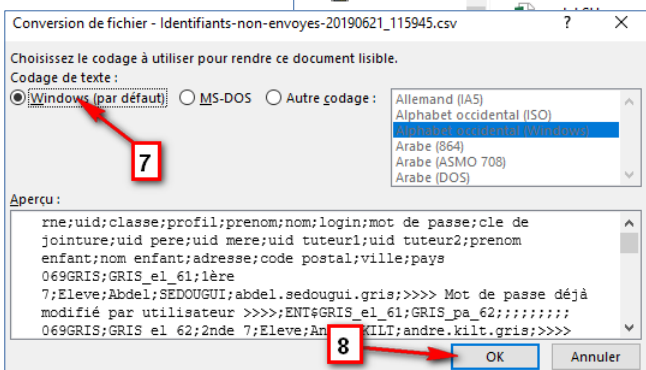 Conversion de fichier - Identifiants-non-envoyes-20190621_115945.csv ? ×
Choisissez le codage à utiliser pour rendre ce document lisible.
Codage de texte :
Windows (par défaut) MS-DOS Autre codage :
Allemand (IA5)
Alphabet occidental (ISO)
Alphabet occidental (Windows)
Arabe (864)
Arabe (ASMO 708)
Arabe (DOS)
7
Aperçu :
rne;uid;classe;profil;prenom;nom;login;mot de passe;cle de
jointure;uid pere;uid mere;uid tuteur1;uid tuteur2;prenom
enfant;nom enfant;adresse;code postal;ville;pays
069GRIS;GRIS_el_61;1ère
7;Eleve;Abdel;SEDOUGUI;abdel.sedougui.gris;>>>> Mot de passe déjà
modifié par utilisateur >>>>;ENT$GRIS_el_61;GRIS_pa_62;;;;;;;;;
069GRIS;GRIS el 62;2nde 7;Eleve;An KILT;andre.kilt.gris;>>>>
8
OK Annuler